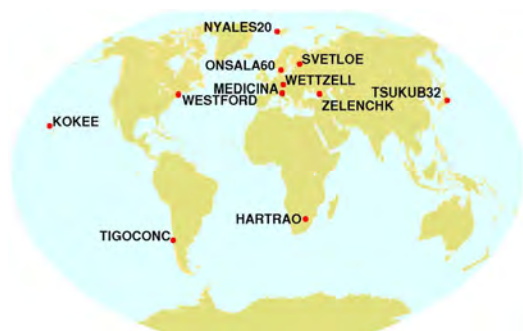 NYALES20
ONSALA60
SVETLOE
WETTZELL
MEDICINA
TSUKUB32
WESTFORD
ZELENCHK
KOKEE
HARTRAO
TIGOCONC